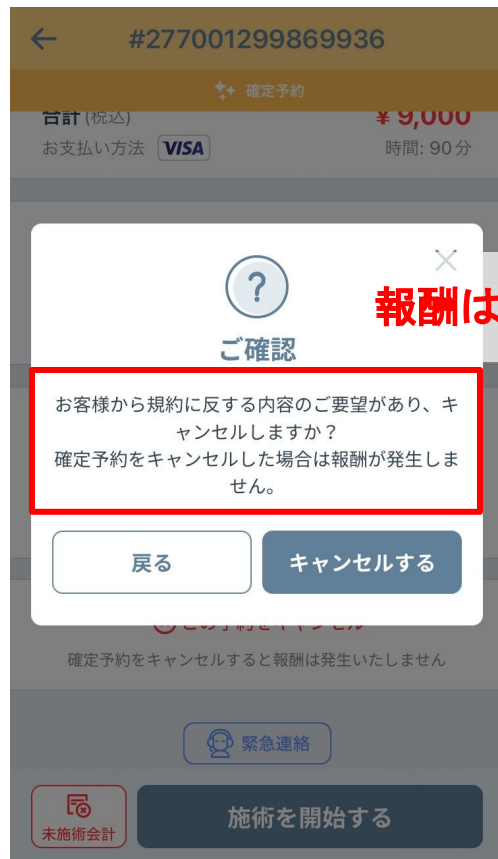 #277001299869936
確定予約
合計(税込)
¥ 9,000
お支払い方法 VISA
時間: 90分
?
報酬は
ご確認
お客様から規約に反する内容のご要望があり、キ
ャンセルしますか?
確定予約をキャンセルした場合は報酬が発生しま
せん。
戻る
キャンセルする
確定予約をキャンセルすると報酬は発生いたしません
緊急連絡
未施術会計
施術を開始する